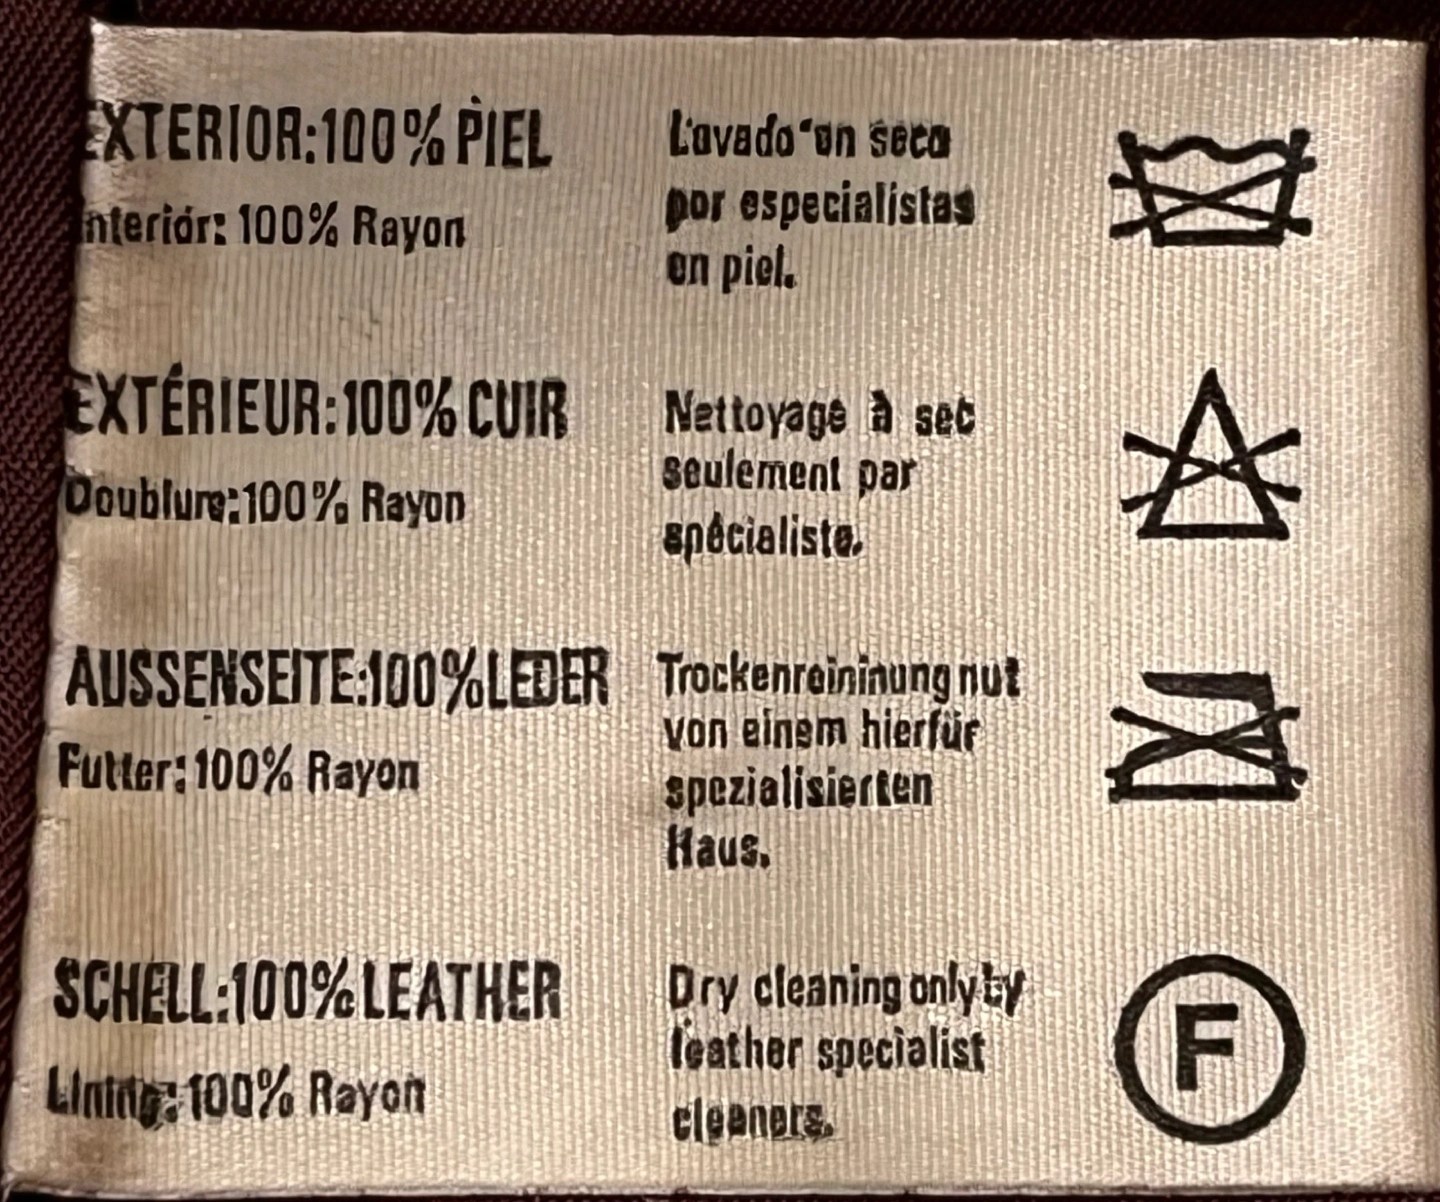 EXTERIOR:100% PIEL
Interior: 100% Rayon
Lavado en seco
por especialistas
en piel.
EXTÉRIEUR:100% CUIR
Doublure:100% Rayon
Nettoyage à sec
seulement par
spécialiste.
AUSSENSEITE:100%LEDER
Futter: 100% Rayon
Trockenreininung nut
von einem hierfür
spezialisierten
Haus.
SCHELL:100% LEATHER
Lining: 100% Rayon
Dry cleaning only by
leather specialist
cleaners.
F